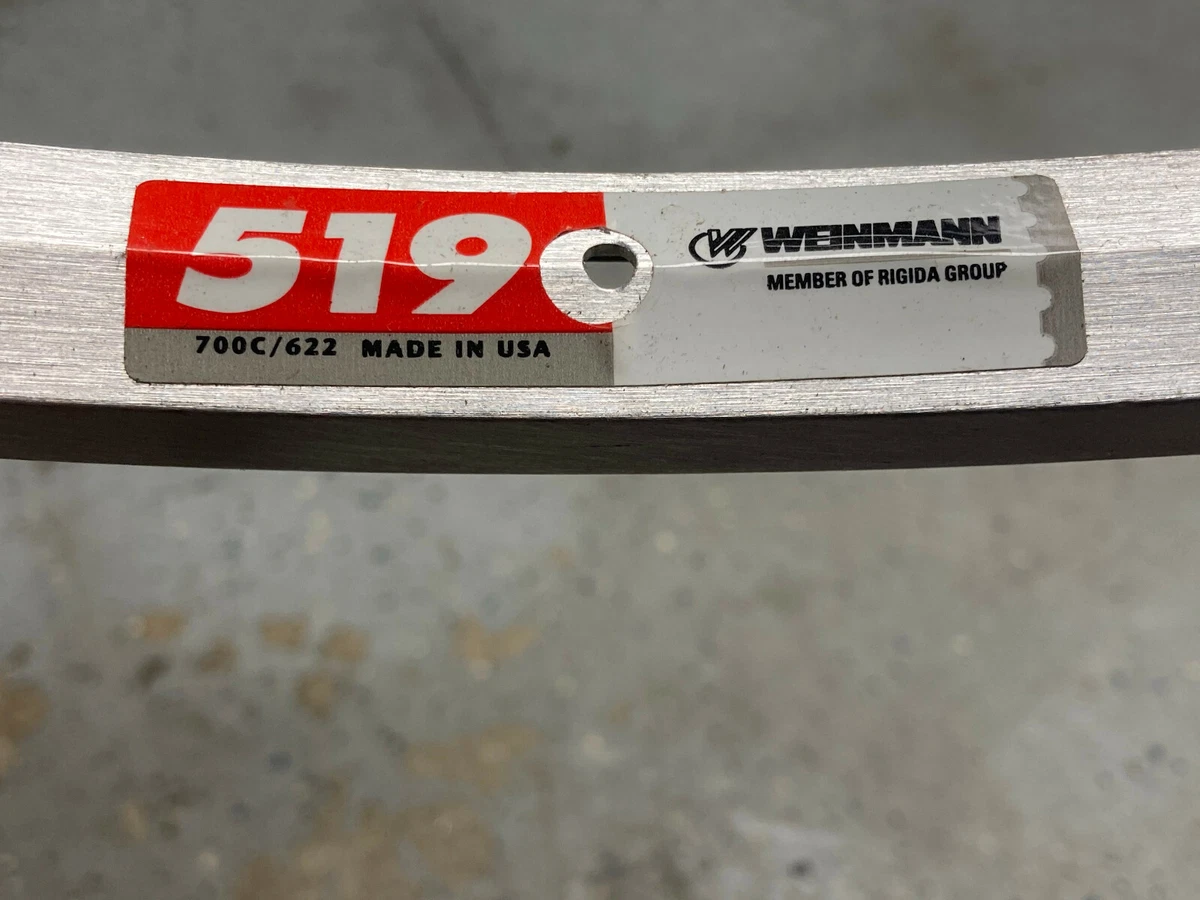 519
700C/622 MADE IN USA
W WEINMANN
MEMBER OF RIGIDA GROUP